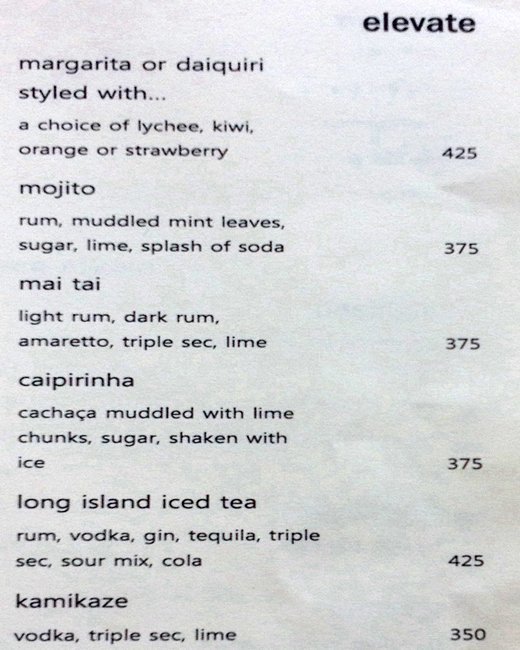 elevate
margarita or daiquiri
styled with...
a choice of lychee, kiwi,
orange or strawberry 425
mojito
rum, muddled mint leaves,
sugar, lime, splash of soda 375
mai tai
light rum, dark rum,
amaretto, triple sec, lime 375
caipirinha
cachaça muddled with lime
chunks, sugar, shaken with
ice 375
long island iced tea
rum, vodka, gin, tequila, triple
sec, sour mix, cola 425
kamikaze
vodka, triple sec, lime 350